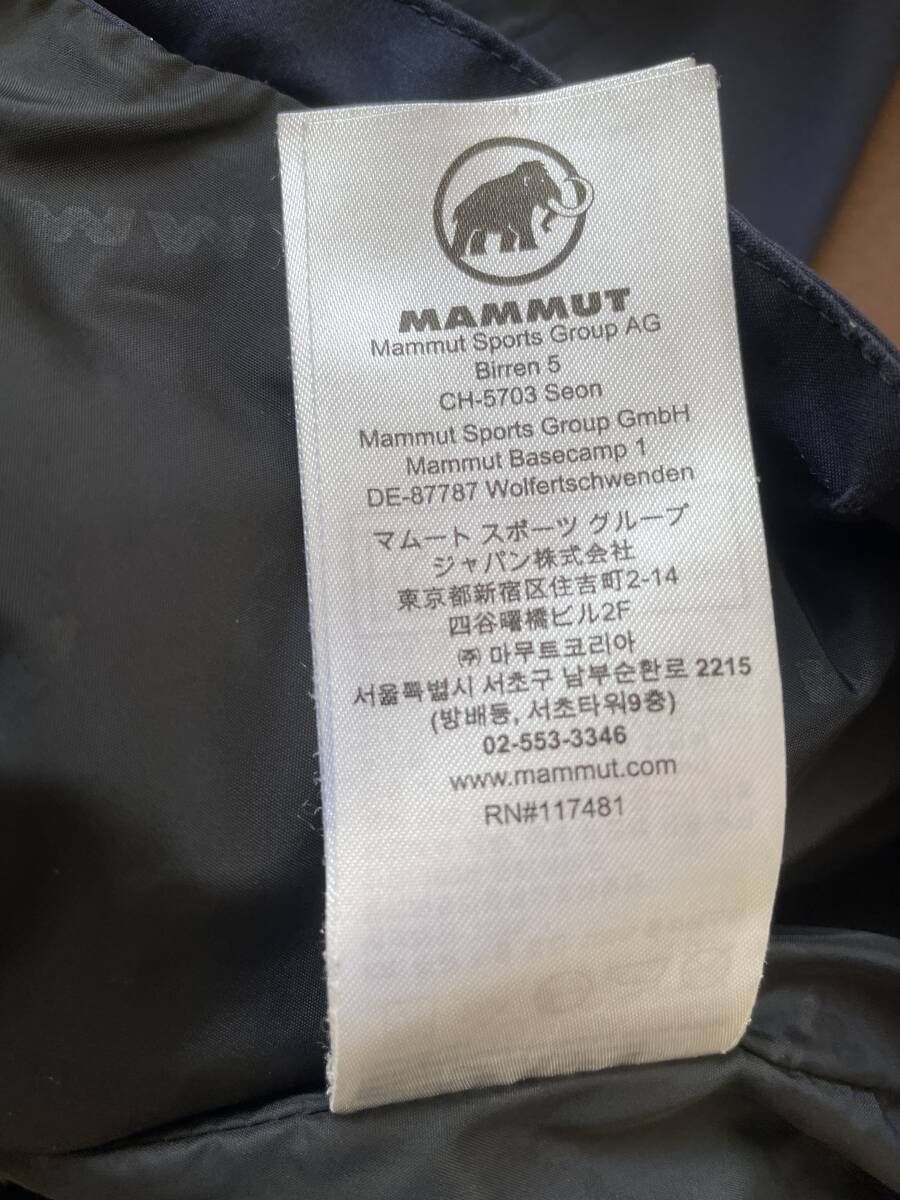 MAMMUT
Mammut Sports Group AG
Birren 5
CH-5703 Seon
Mammut Sports Group GmbH
Mammut Basecamp 1
DE-87787 Wolfertschwenden
マムート スポーツ グループ
ジャパン株式会社
東京都新宿区住吉町2-14
四谷曙橋ビル2F
㈜ 마무트코리아
서울특별시 서초구 남부순환로 2215
(방배동, 서초타워9층)
02-553-3346
www.mammut.com
RN#117481